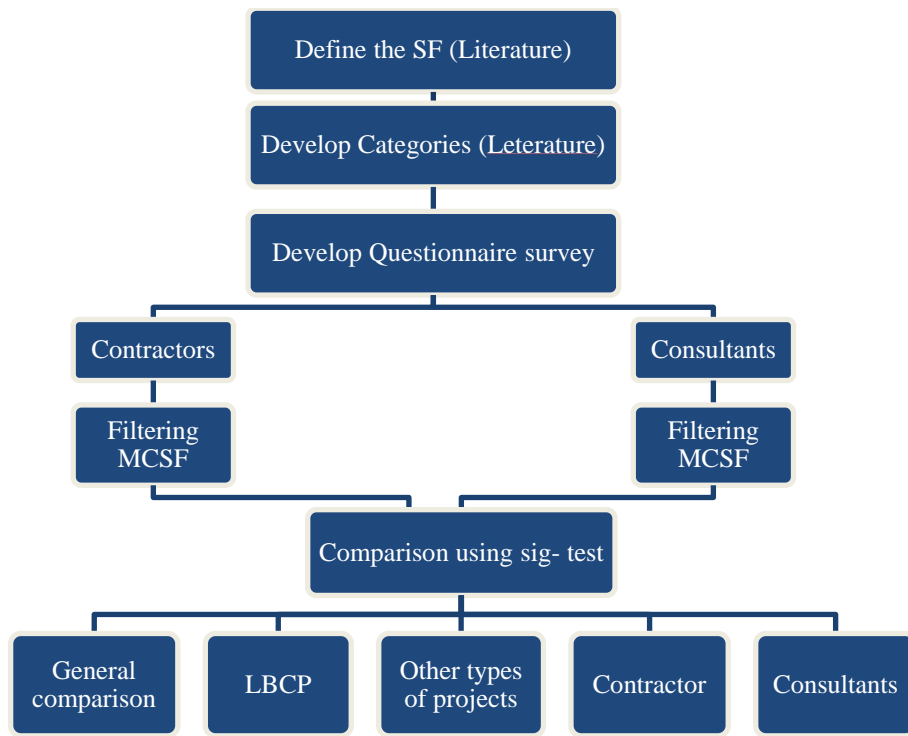 Define the SF (Literature)
Develop Categories (Leterature)
Develop Questionnaire survey
Contractors
Consultants
Filtering
MCSF
Filtering
MCSF
Comparison using sig- test
General
comparison
LBCP
Other types
of projects
Contractor
Consultants